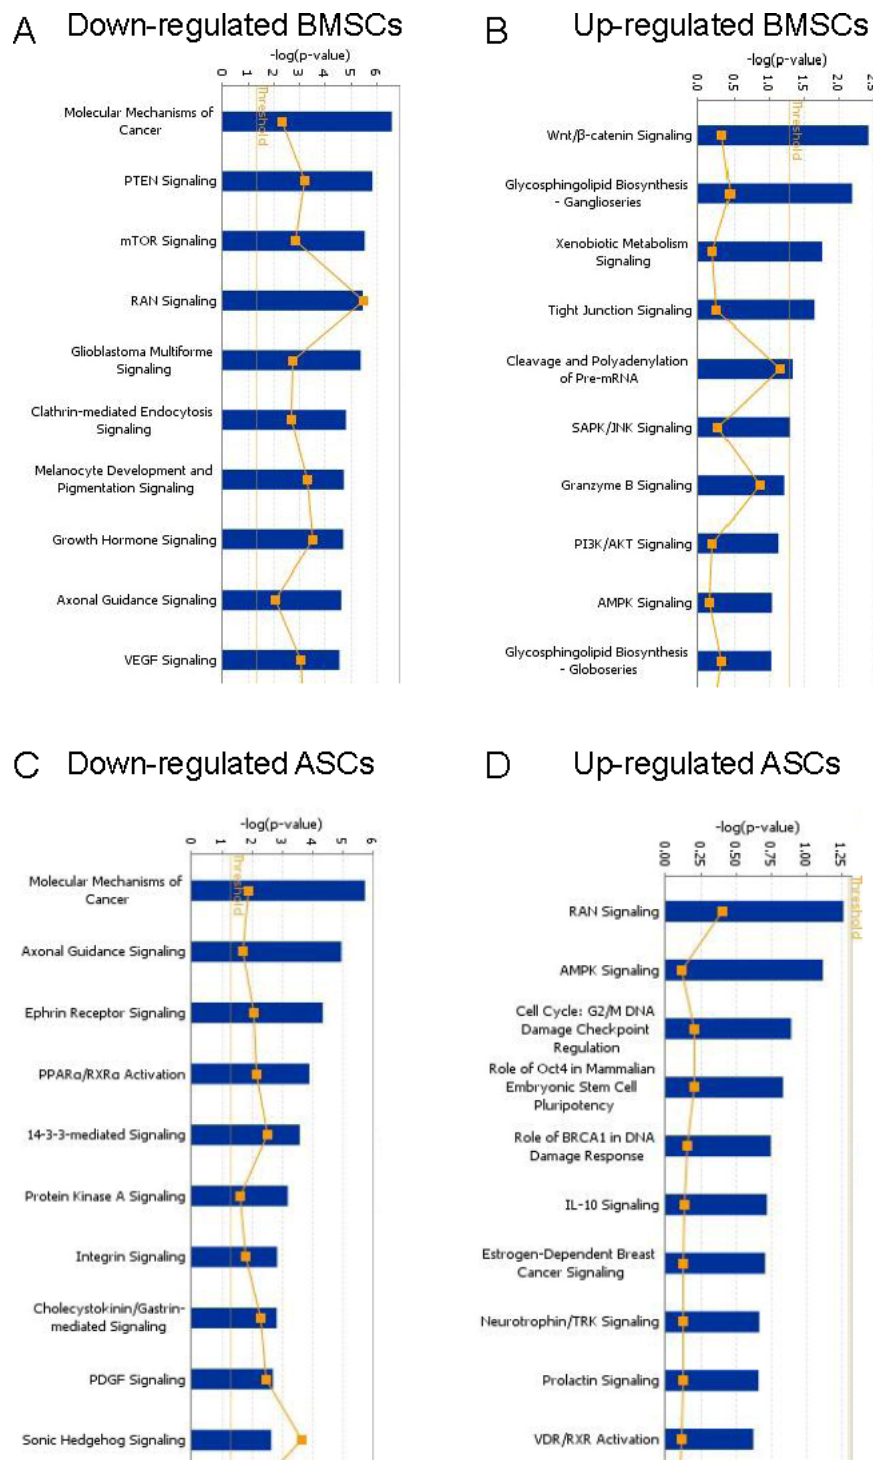 A Down-regulated BMSCs
-log(p-value)
0 1 2 3 4 5 6
Threshold
Molecular Mechanisms of
Cancer
PTEN Signaling
mTOR Signaling
RAN Signaling
Glioblastoma Multiforme
Signaling
Clathrin-mediated Endocytosis
Signaling
Melanocyte Development and
Pigmentation Signaling
Growth Hormone Signaling
Axonal Guidance Signaling
VEGF Signaling
B Up-regulated BMSCs
-log(p-value)
0.0 0.5 1.0 1.5 2.0 2.5
Threshold
Wnt/β-catenin Signaling
Glycosphingolipid Biosynthesis
- Ganglioseries
Xenobiotic Metabolism
Signaling
Tight Junction Signaling
Cleavage and Polyadenylation
of Pre-mRNA
SAPK/JNK Signaling
Granzyme B Signaling
PI3K/AKT Signaling
AMPK Signaling
Glycosphingolipid Biosynthesis
- Globoseries
C Down-regulated ASCs
-log(p-value)
0 1 2 3 4 5 6
Threshold
Molecular Mechanisms of
Cancer
Axonal Guidance Signaling
Ephrin Receptor Signaling
PPARα/RXRα Activation
14-3-3-mediated Signaling
Protein Kinase A Signaling
Integrin Signaling
Cholecystokinin/Gastrin-
mediated Signaling
PDGF Signaling
Sonic Hedgehog Signaling
D Up-regulated ASCs
-log(p-value)
0.00 0.25 0.50 0.75 1.00 1.25
Threshold
RAN Signaling
AMPK Signaling
Cell Cycle: G2/M DNA
Damage Checkpoint
Regulation
Role of Oct4 in Mammalian
Embryonic Stem Cell
Pluripotency
Role of BRCA1 in DNA
Damage Response
IL-10 Signaling
Estrogen-Dependent Breast
Cancer Signaling
Neurotrophin/TRK Signaling
Prolactin Signaling
VDR/RXR Activation